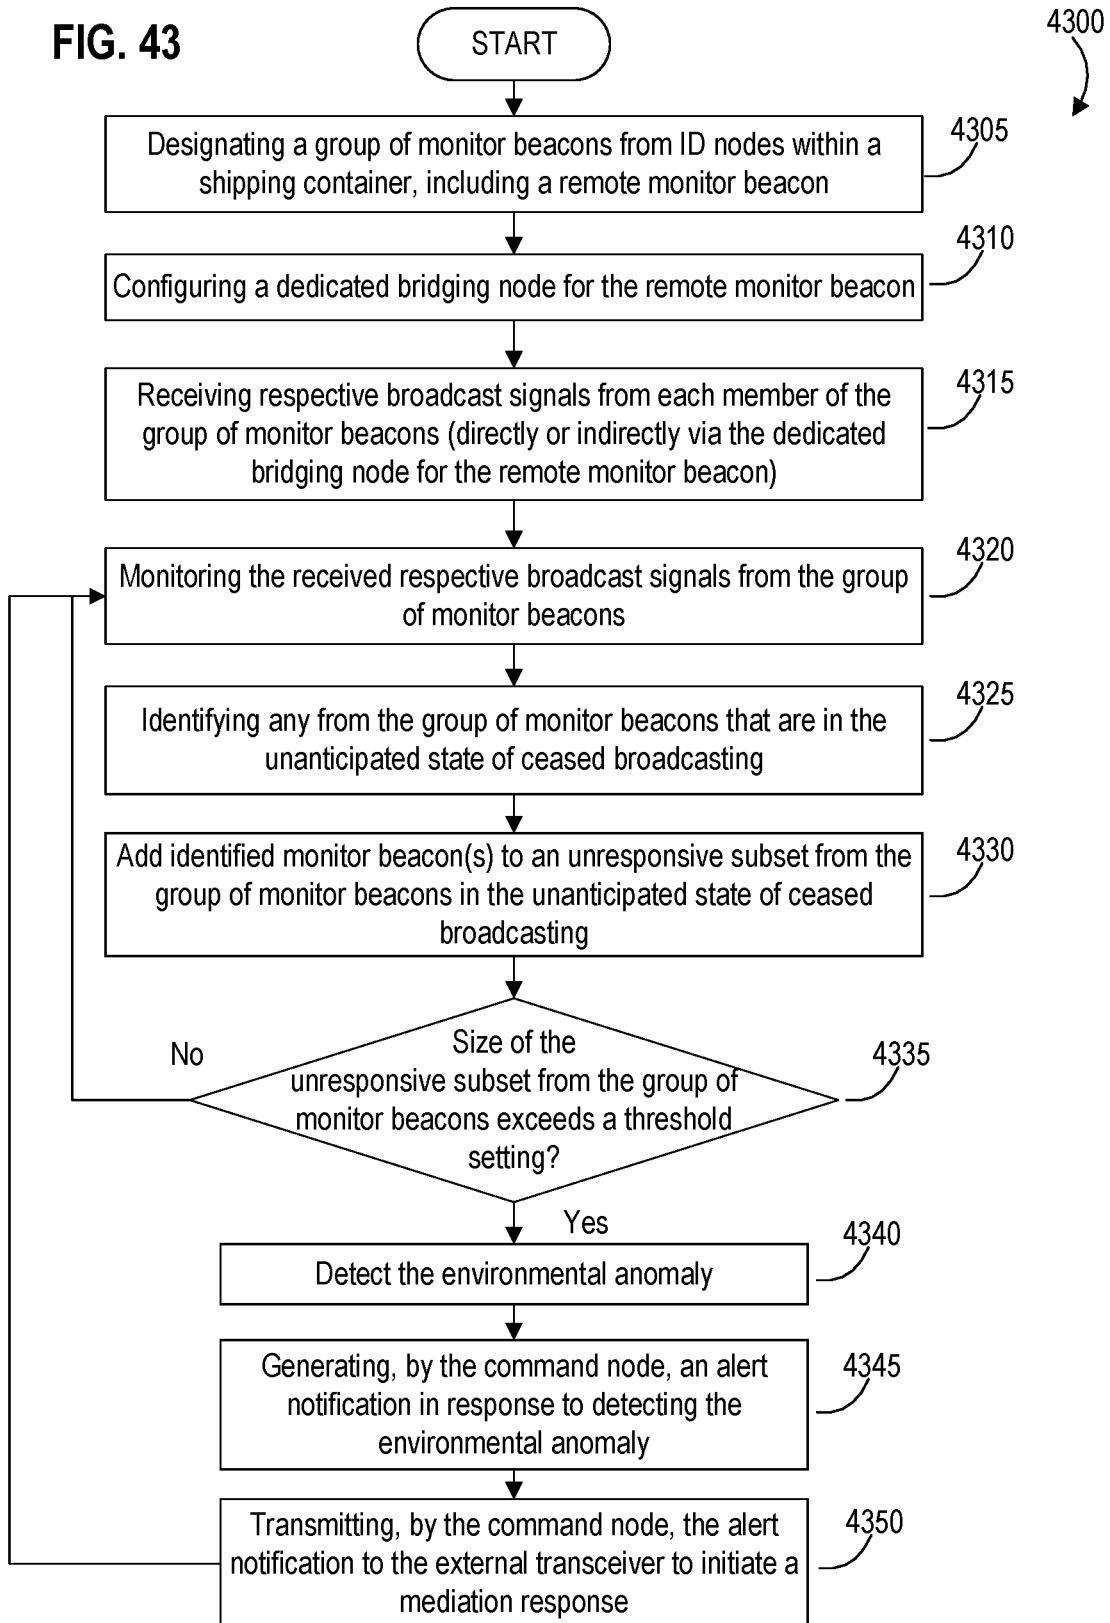 FIG. 43
START
4300
Designating a group of monitor beacons from ID nodes within a
shipping container, including a remote monitor beacon
4305
Configuring a dedicated bridging node for the remote monitor beacon
4310
Receiving respective broadcast signals from each member of the
group of monitor beacons (directly or indirectly via the dedicated
bridging node for the remote monitor beacon)
4315
Monitoring the received respective broadcast signals from the group
of monitor beacons
4320
Identifying any from the group of monitor beacons that are in the
unanticipated state of ceased broadcasting
4325
Add identified monitor beacon(s) to an unresponsive subset from the
group of monitor beacons in the unanticipated state of ceased
broadcasting
4330
No
Size of the
unresponsive subset from the group of
monitor beacons exceeds a threshold
setting?
4335
Yes
Detect the environmental anomaly
4340
Generating, by the command node, an alert
notification in response to detecting the
environmental anomaly
4345
Transmitting, by the command node, the alert
notification to the external transceiver to initiate a
mediation response
4350